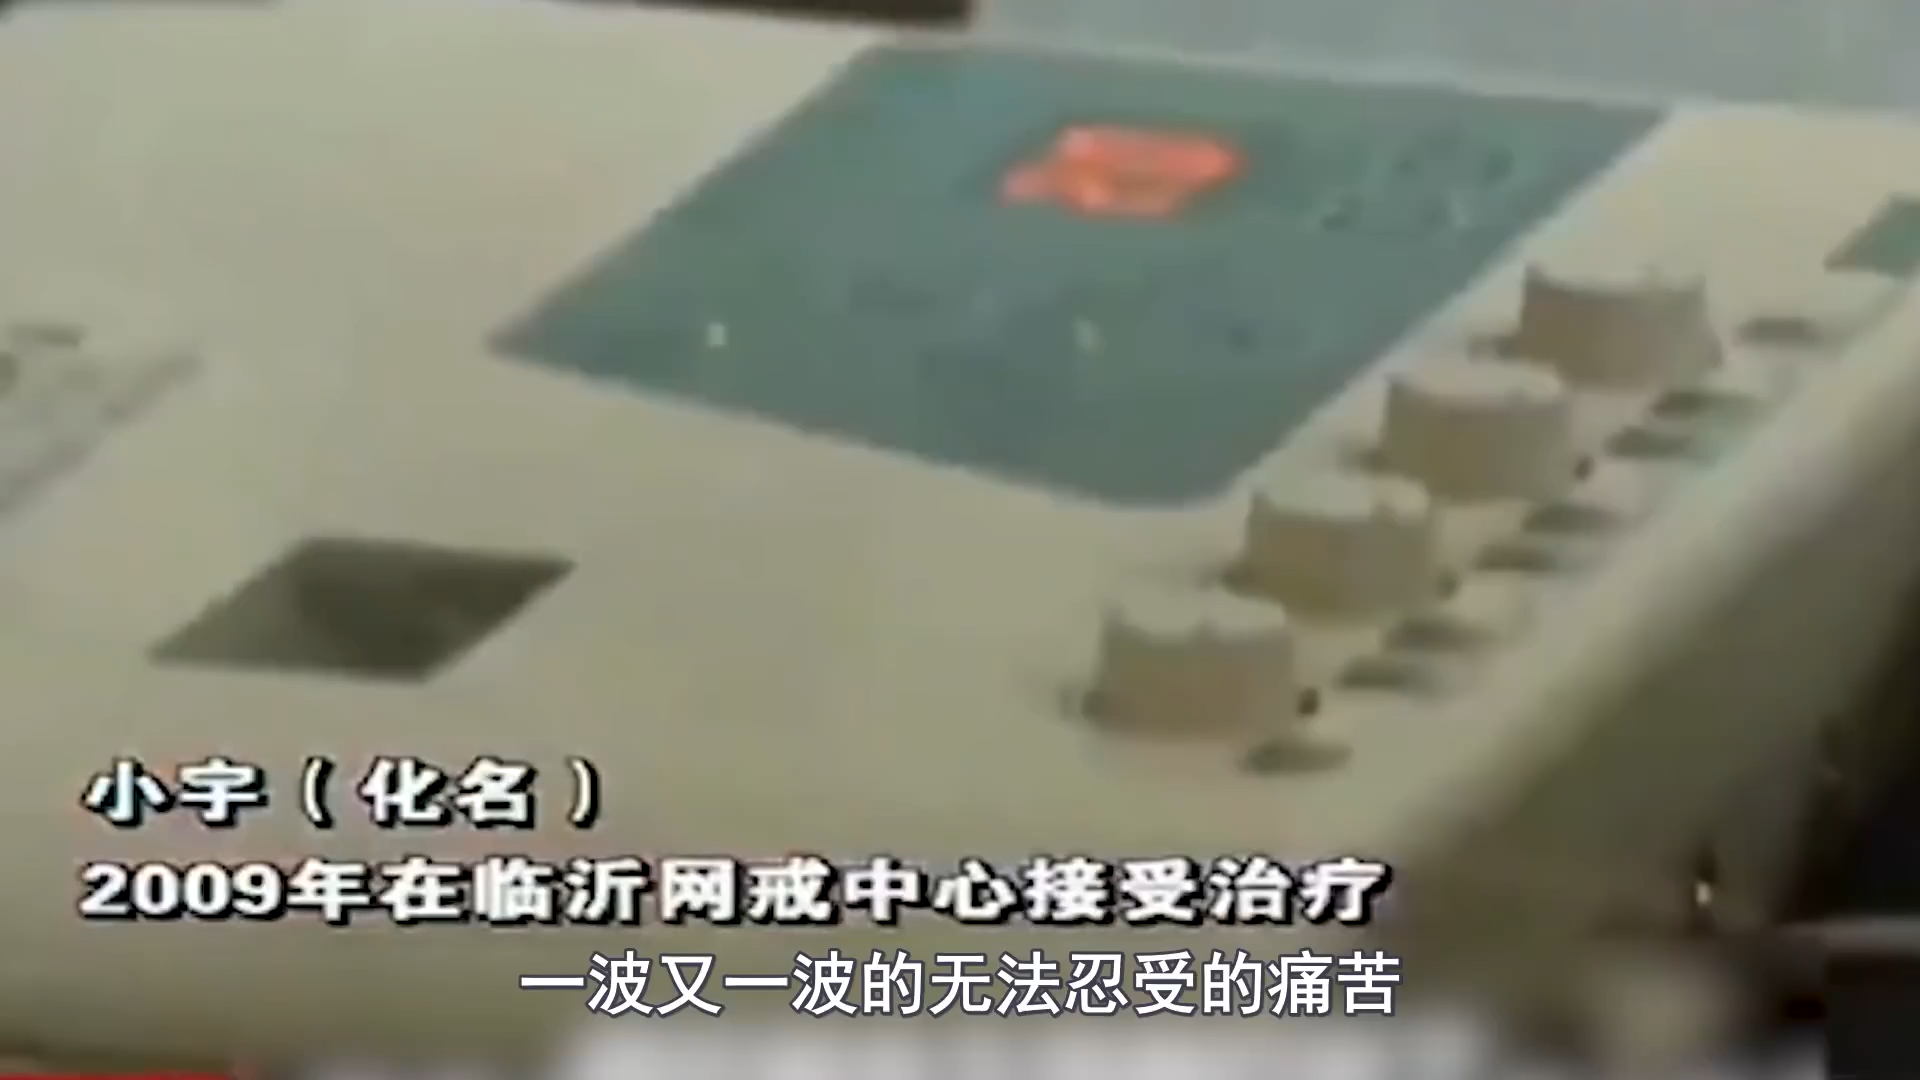 小宇（化名）
2009年在临沂网戒中心接受治疗
一波又一波的无法忍受的痛苦